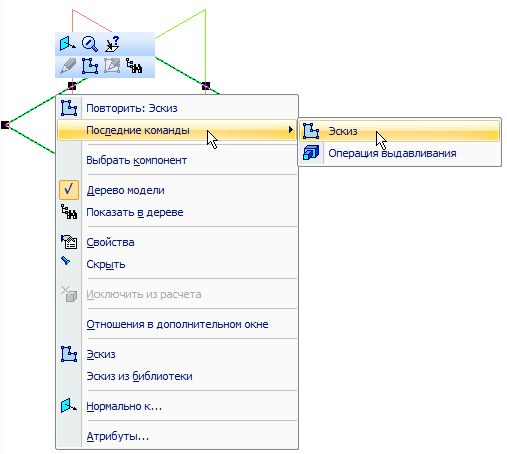 Повторить: Эскиз
Последние команды
Эскиз
Операция выдавливания
Выбрать компонент
Дерево модели
Показать в дереве
Свойства
Скрыть
Исключить из расчета
Отношения в дополнительном окне
Эскиз
Эскиз из библиотеки
Нормально к...
Атрибуты...